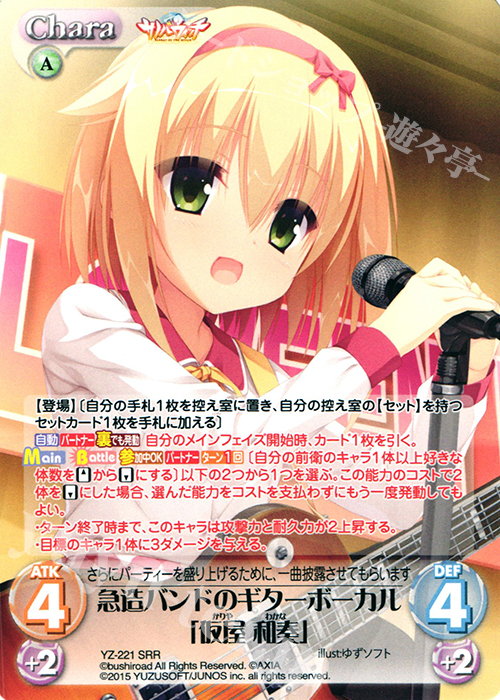 Chara
サノバウィッチ
A
遊々亭
【登場】〔自分の手札1枚を控え室に置き、自分の控え室の【セット】を持つ
セットカード1枚を手札に加える〕
自動 パートナー 裏でも発動 自分のメインフェイズ開始時、カード1枚を引く。
Main Battle 参加中OK パートナー ターン1回 〔自分の前衛のキャラ1体以上好きな
体数を【▲】から【▼】にする〕以下の2つから1つを選ぶ。この能力のコストで2
体を【▼】にした場合、選んだ能力をコストを支払わずにもう一度発動しても
よい。
・ターン終了時まで、このキャラは攻撃力と耐久力が2上昇する。
・目標のキャラ1体に3ダメージを与える。
さらにパーティーを盛り上げるために、一曲披露させてもらいます
ATK
4
+2
急造バンドのギターボーカル
かりや わかな
「仮屋 和奏」
DEF
4
+2
YZ-221 SRR
illust:ゆずソフト
©bushiroad All Rights Reserved. ©AXIA
©2015 YUZUSOFT/JUNOS inc. all rights reserved.